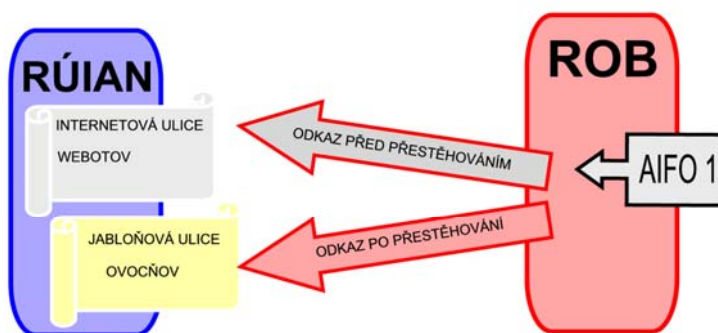 RÚIAN
INTERNETOVÁ ULICE
WEBOTOV
JABLOŇOVÁ ULICE
OVOCŇOV
ODKAZ PŘED PŘESTĚHOVÁNÍM
ODKAZ PO PŘESTĚHOVÁNÍ
ROB
AIFO 1